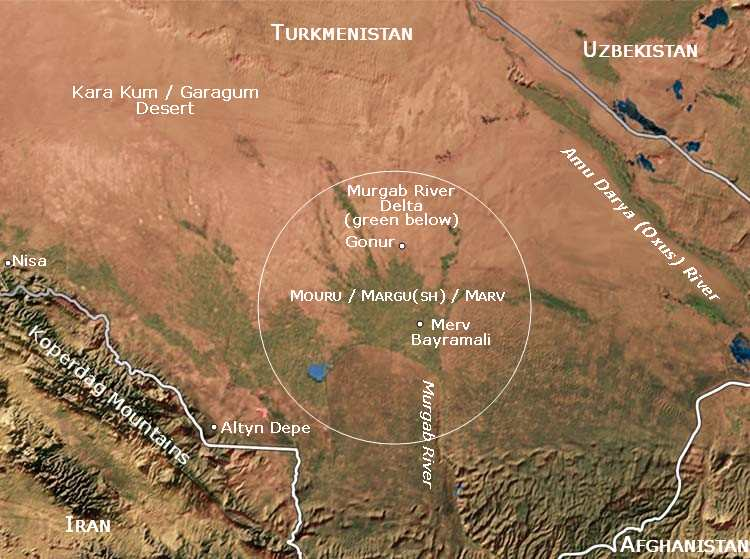 TURKMENISTAN
UZBEKISTAN
Kara Kum / Garagum
Desert
Amu Darya (Oxus) River
Murgab River
Delta
(green below)
Gonur
Nisa
MOURU / MARGU(SH) / MARV
Merv
Bayramali
Koperdag Mountains
Murgab River
Altyn Depe
IRAN
AFGHANISTAN